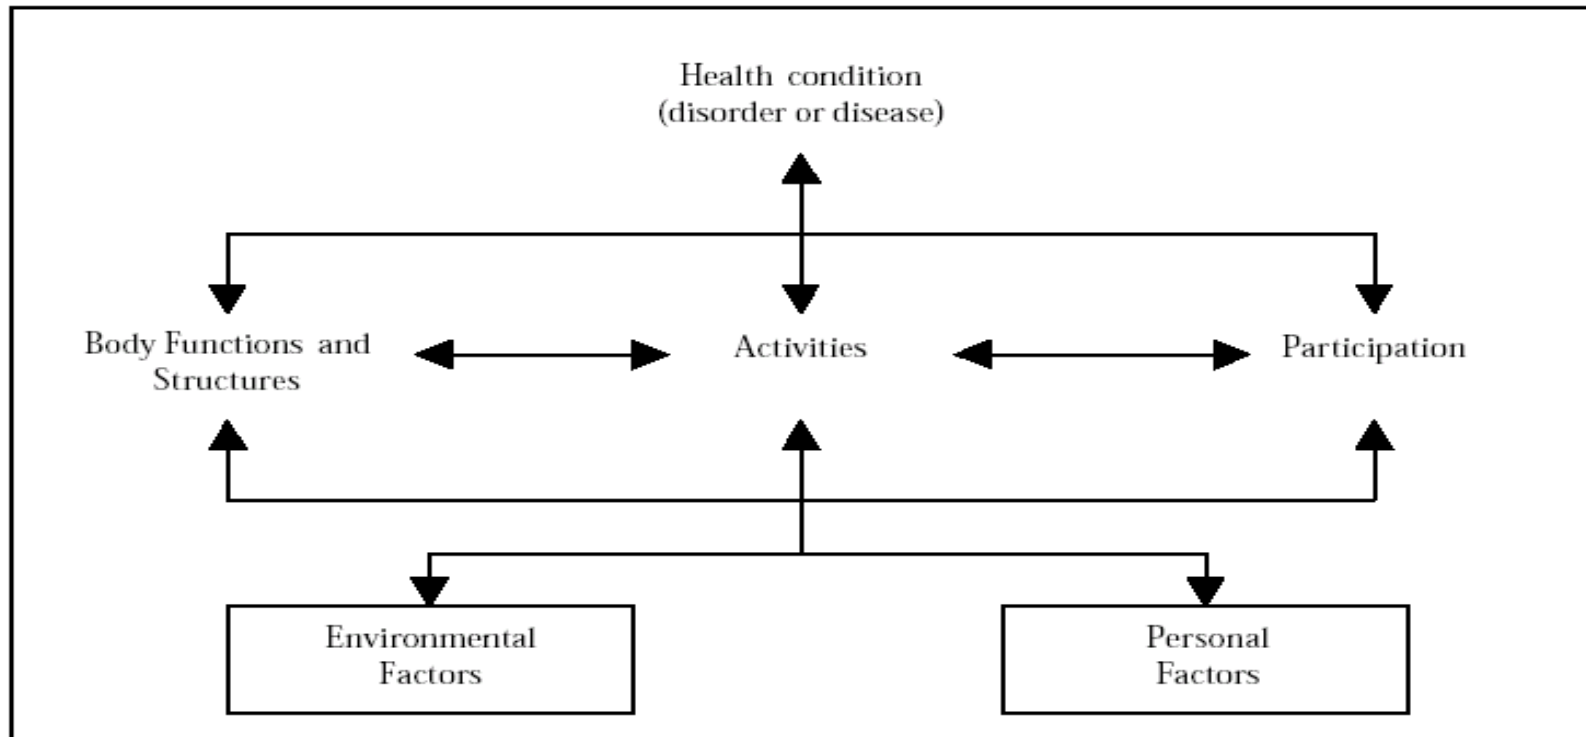 Health condition
(disorder or disease)
Body Functions and
Structures
Activities
Participation
Environmental
Factors
Personal
Factors